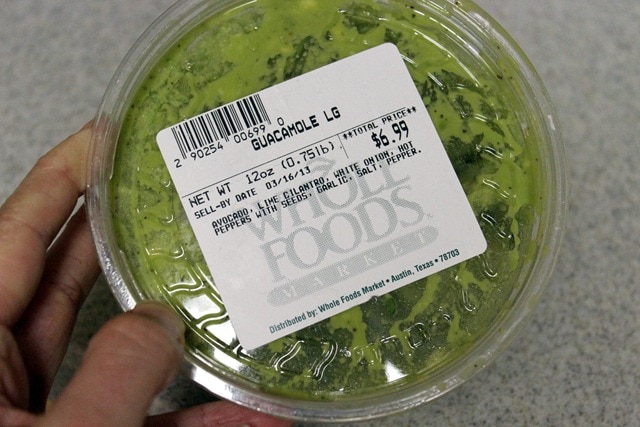 2 90254 00699 0
GUACAMOLE LG
NET WT 12oz (0.75lb)
**TOTAL PRICE**
$6.99
SELL-BY DATE 03/16/13
AVOCADO, LIME CILANTRO, WHITE ONION, HOT
PEPPERS WITH SEEDS, GARLIC, SALT, PEPPER.
WHOLE
FOODS
MARKET
Distributed by: Whole Foods Market • Austin, Texas • 78703